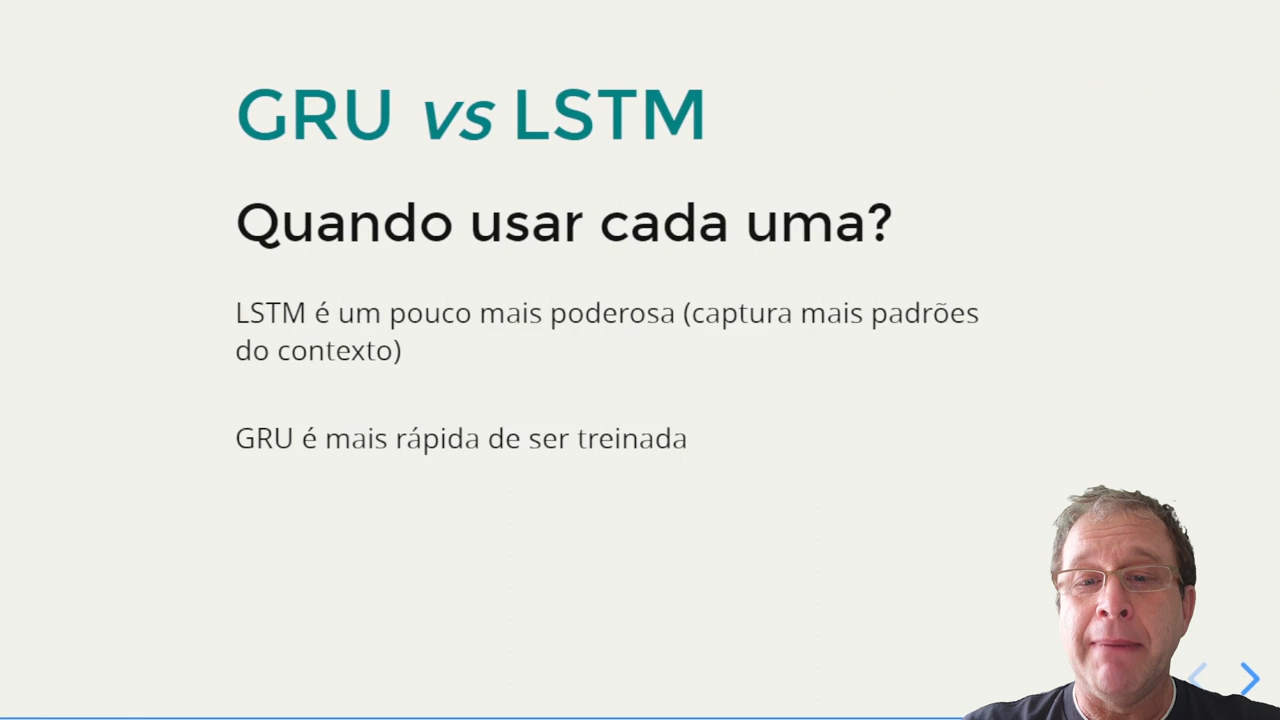 GRU vs LSTM
Quando usar cada uma?
LSTM é um pouco mais poderosa (captura mais padrões
do contexto)
GRU é mais rápida de ser treinada